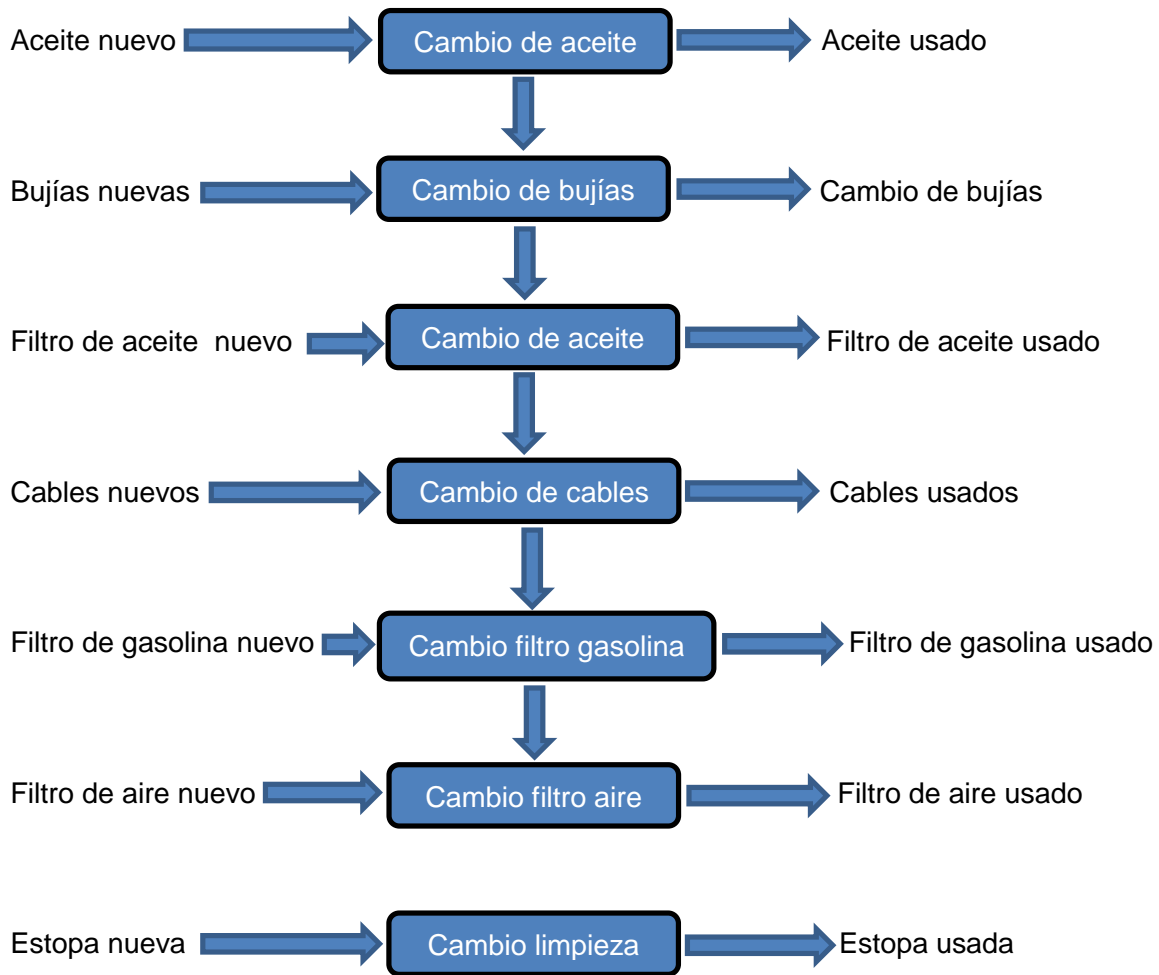 Aceite nuevo
Cambio de aceite
Aceite usado
Bujías nuevas
Cambio de bujías
Cambio de bujías
Filtro de aceite  nuevo
Cambio de aceite
Filtro de aceite usado
Cables nuevos
Cambio de cables
Cables usados
Filtro de gasolina nuevo
Cambio filtro gasolina
Filtro de gasolina usado
Filtro de aire nuevo
Cambio filtro aire
Filtro de aire usado
Estopa nueva
Cambio limpieza
Estopa usada